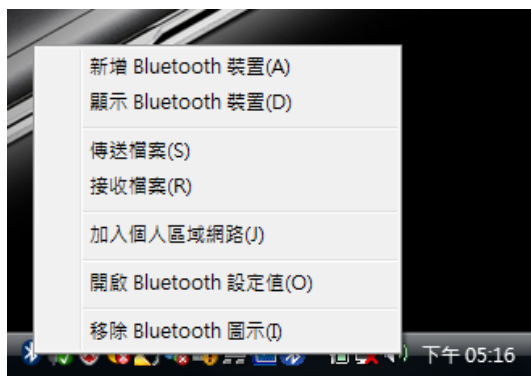 新增 Bluetooth 裝置(A)
顯示 Bluetooth 裝置(D)
傳送檔案(S)
接收檔案(R)
加入個人區域網路(J)
開啟 Bluetooth 設定值(O)
移除 Bluetooth 圖示(I)
下午 05:16